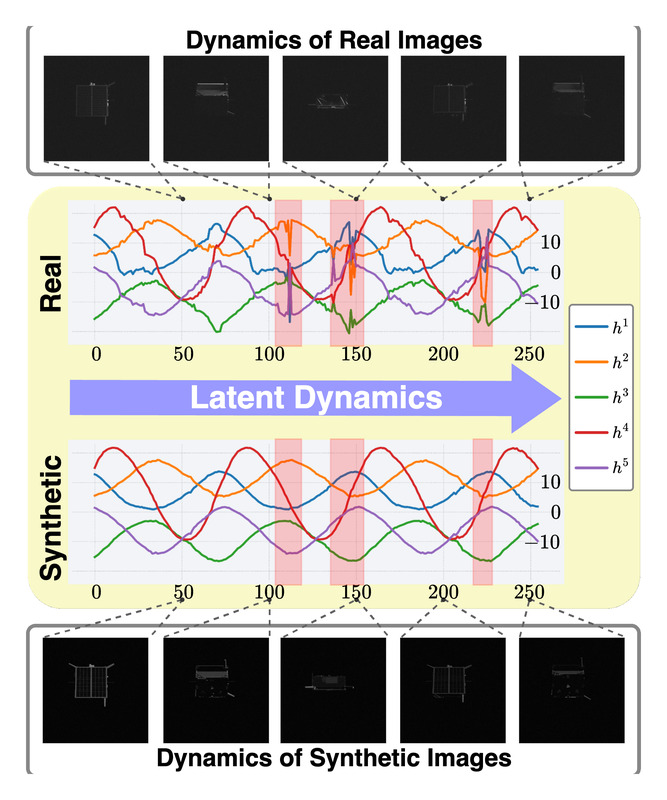 Dynamics of Real Images
Real
10
0
−10
0 50 100 150 200 250
Latent Dynamics
h¹
h²
h³
h⁴
h⁵
Synthetic
10
0
−10
0 50 100 150 200 250
Dynamics of Synthetic Images